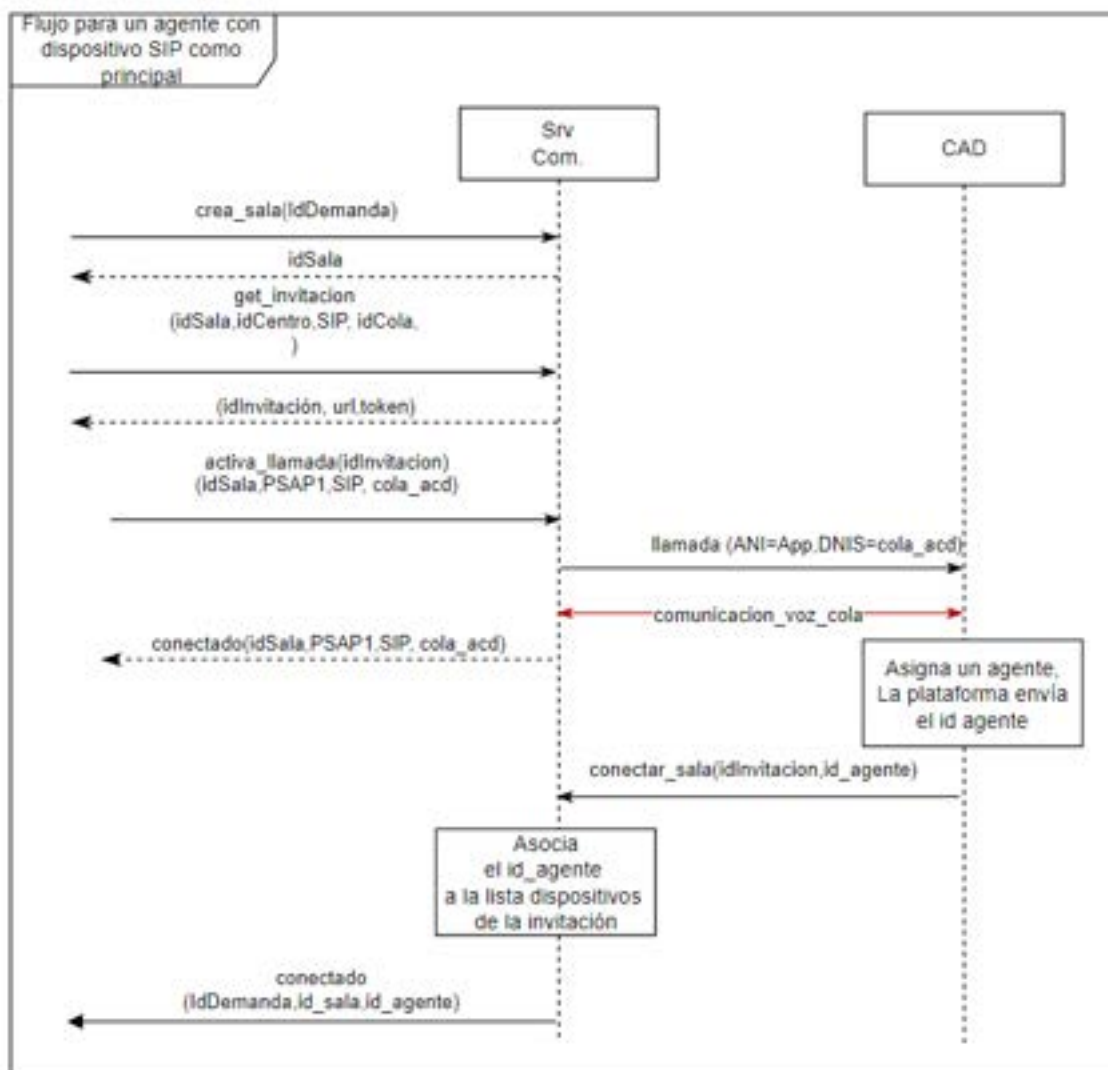 Flujo para un agente con
dispositivo SIP como
principal
Srv
Com.
CAD
crea_sala(IdDemanda)
idSala
get_invitacion
(idSala,idCentro,SIP, idCola,
)
(idInvitación, url,token)
activa_llamada(idInvitacion)
(idSala,PSAP1,SIP, cola_acd)
llamada (ANI=App,DNIS=cola_acd)
comunicacion_voz_cola
conectado(idSala,PSAP1,SIP, cola_acd)
Asigna un agente,
La plataforma envía
el id agente
conectar_sala(idInvitacion,id_agente)
Asocia
el id_agente
a la lista dispositivos
de la invitación
conectado
(IdDemanda,id_sala,id_agente)